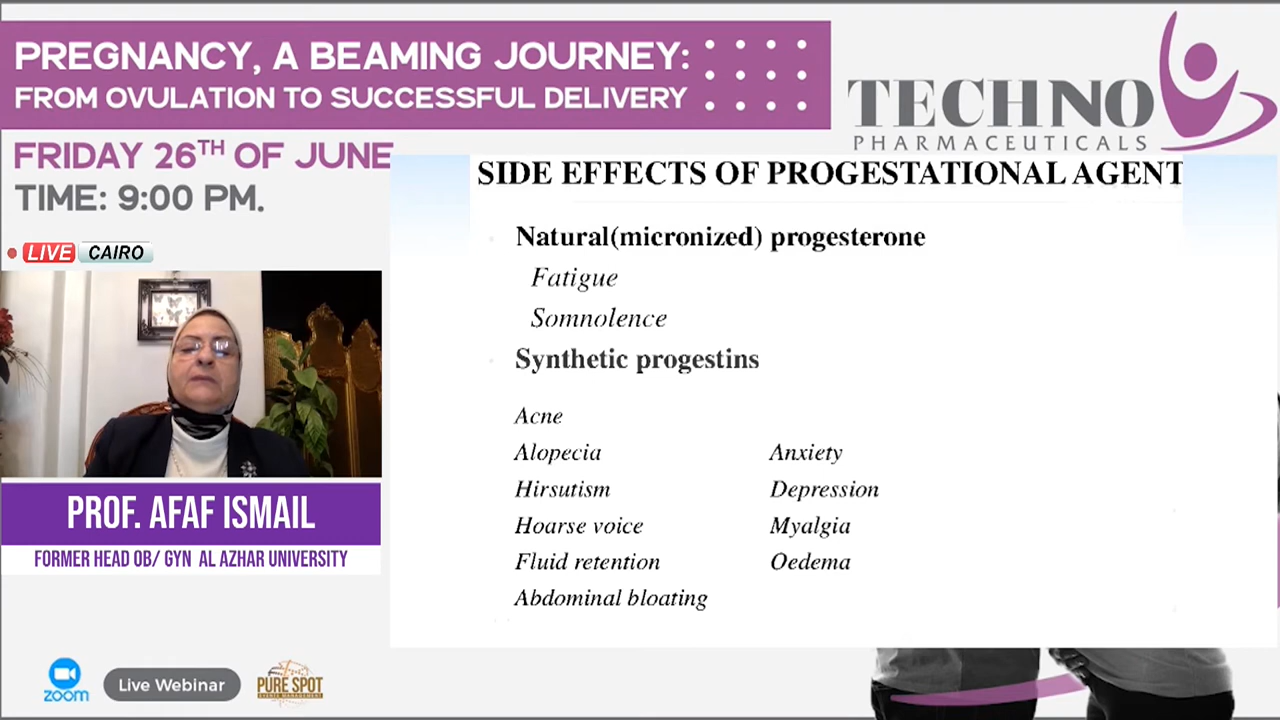 PREGNANCY, A BEAMING JOURNEY:
FROM OVULATION TO SUCCESSFUL DELIVERY
TECHNO
PHARMACEUTICALS
FRIDAY 26TH OF JUNE
TIME: 9:00 PM.
LIVE CAIRO
SIDE EFFECTS OF PROGESTATIONAL AGENT
Natural(micronized) progesterone
Fatigue
Somnolence
Synthetic progestins
Acne
Alopecia Anxiety
Hirsutism Depression
Hoarse voice Myalgia
Fluid retention Oedema
Abdominal bloating
PROF. AFAF ISMAIL
FORMER HEAD OB/ GYN AL AZHAR UNIVERSITY
zoom
Live Webinar
PURE SPOT
EVENTS MANAGEMENT